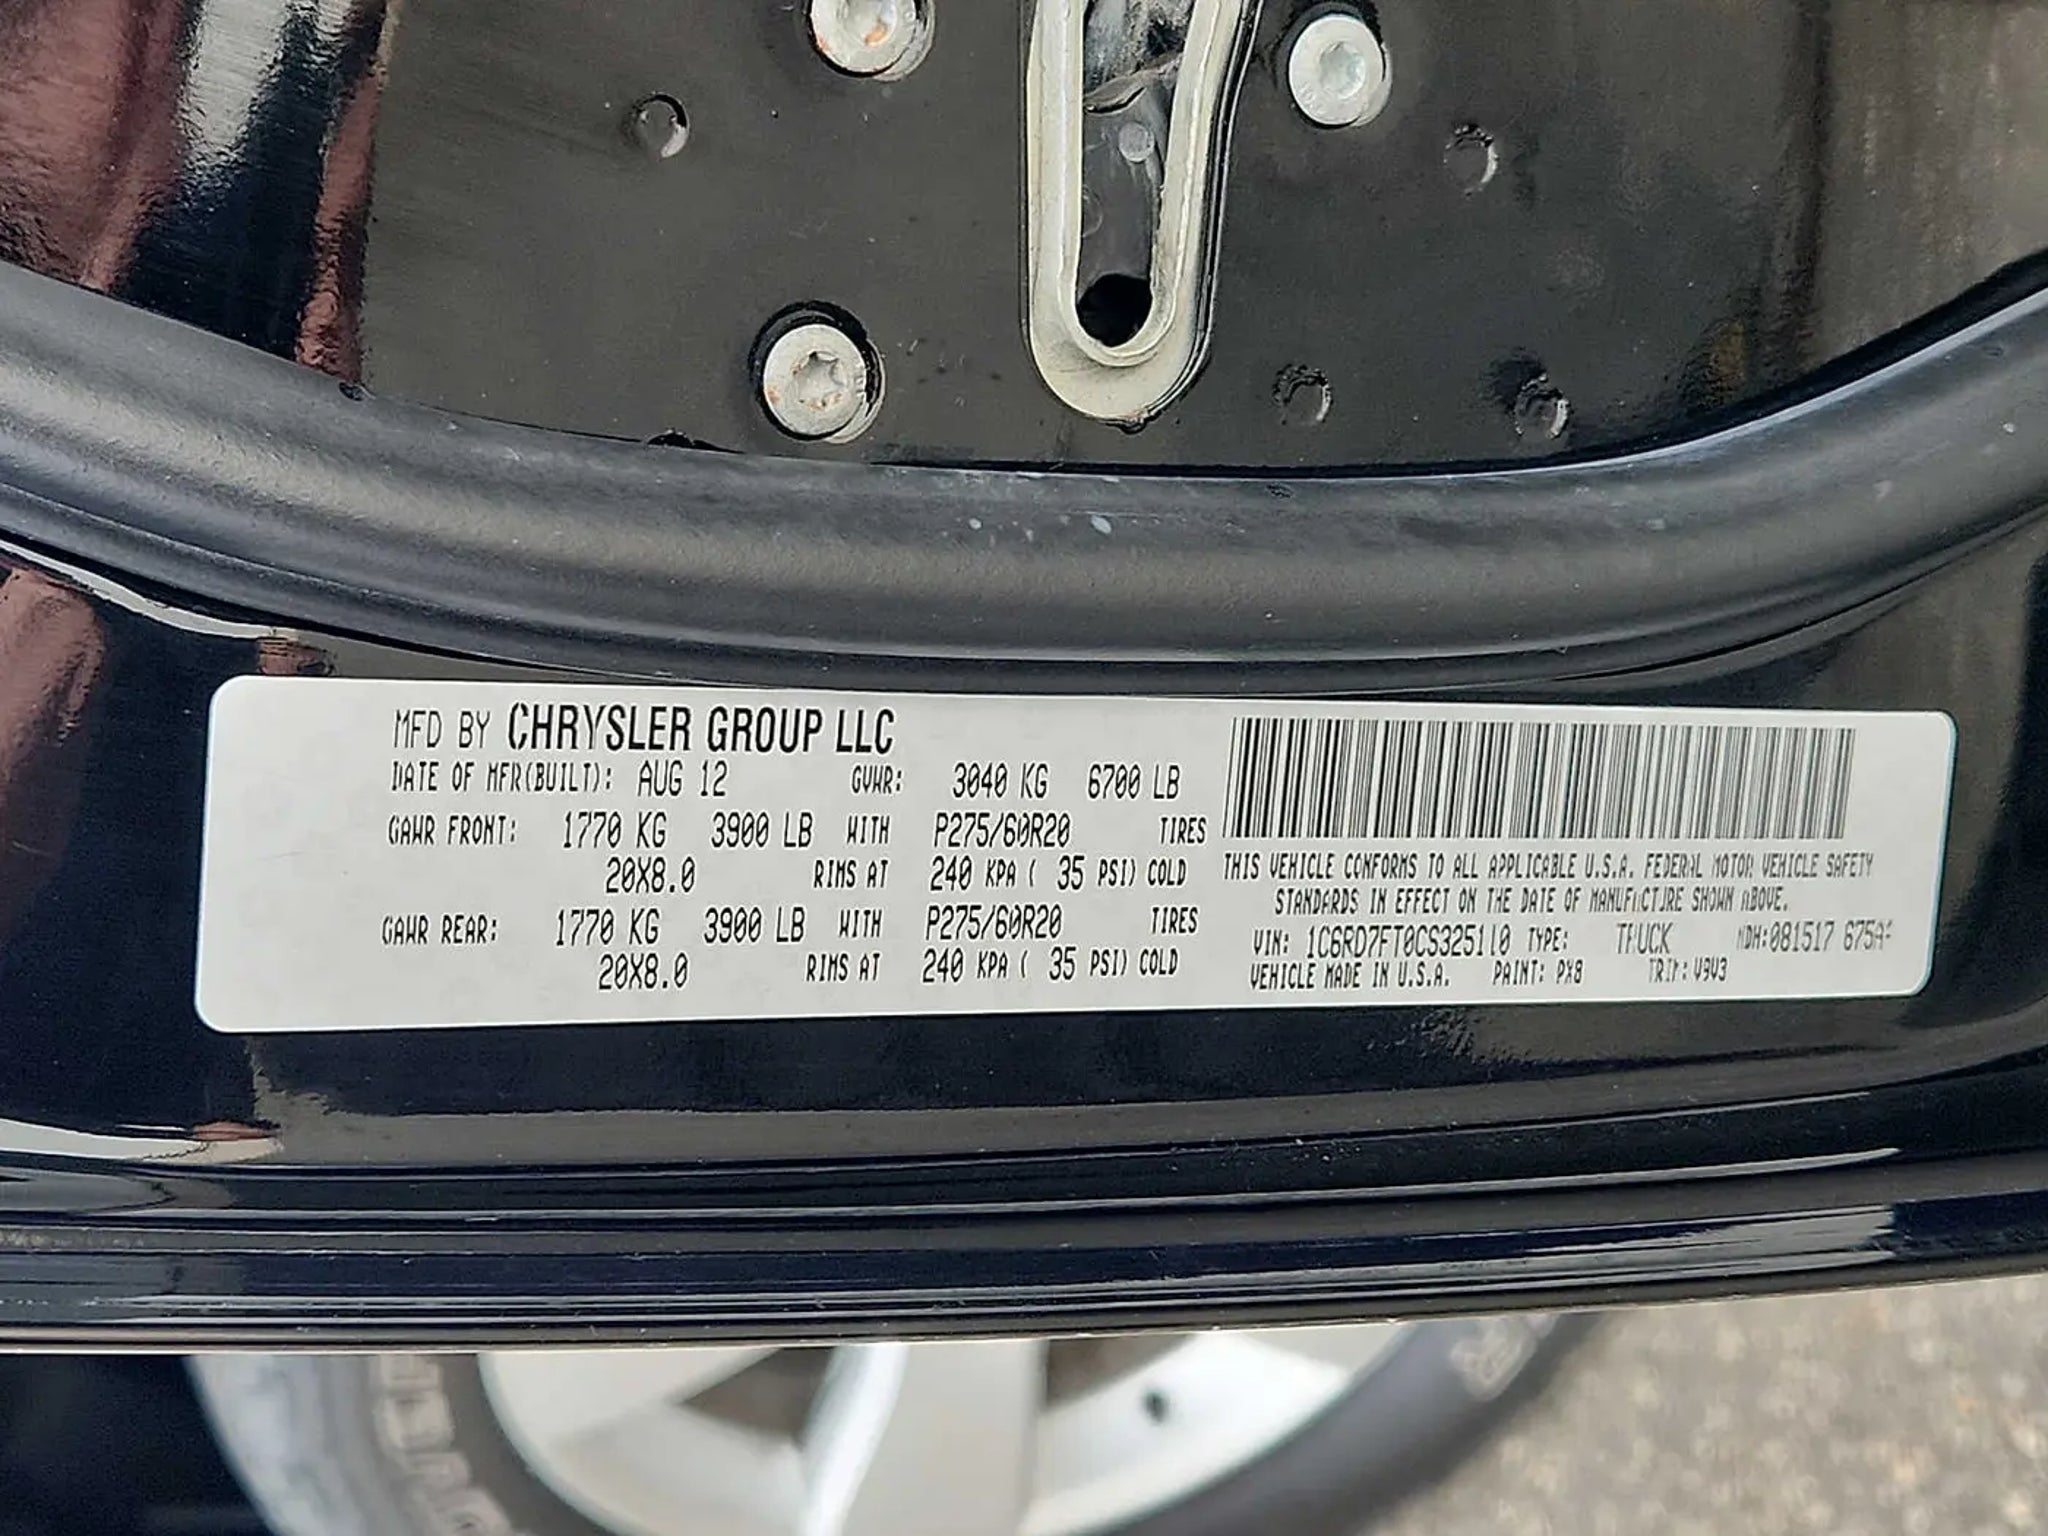 MFD BY CHRYSLER GROUP LLC
DATE OF MFR(BUILT): AUG 12 GVWR: 3040 KG 6700 LB
GAWR FRONT: 1770 KG 3900 LB WITH P275/60R20 TIRES
20X8.0 RIMS AT 240 KPA ( 35 PSI) COLD
GAWR REAR: 1770 KG 3900 LB WITH P275/60R20 TIRES
20X8.0 RIMS AT 240 KPA ( 35 PSI) COLD
THIS VEHICLE CONFORMS TO ALL APPLICABLE U.S.A. FEDERAL MOTOR VEHICLE SAFETY
STANDARDS IN EFFECT ON THE DATE OF MANUFACTURE SHOWN ABOVE.
VIN: 1C6RD7FT0CS325110 TYPE: TRUCK MDH:081517
VEHICLE MADE IN U.S.A. PAINT: PX8 TRIM: V9V3